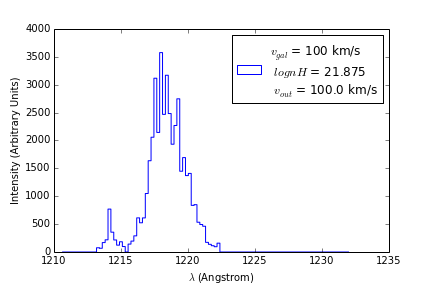 4000
3500
3000
2500
2000
1500
1000
500
0
Intensity (Arbitrary Units)
v_gal = 100 km/s
lognH = 21.875
v_out = 100.0 km/s
1210 1215 1220 1225 1230 1235
λ (Angstrom)